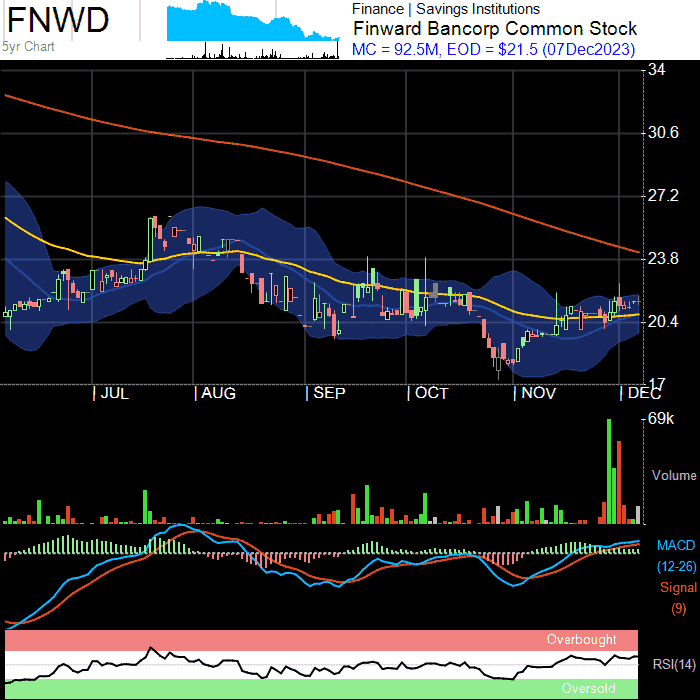 FNWD
5yr Chart
Finance | Savings Institutions
Finward Bancorp Common Stock
MC = 92.5M, EOD = $21.5 (07Dec2023)
34
30.6
27.2
23.8
20.4
17
| JUL | AUG | SEP | OCT | NOV | DEC
69k
Volume
MACD
(12-26)
Signal
(9)
Overbought
RSI(14)
Oversold